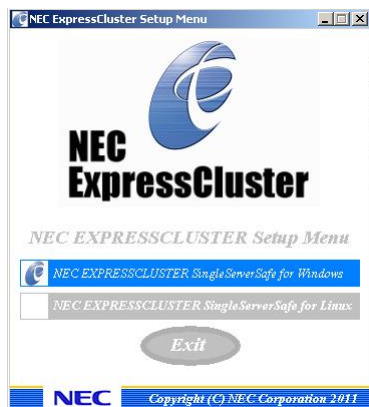 NEC ExpressCluster Setup Menu
NEC
ExpressCluster
NEC EXPRESSCLUSTER Setup Menu
NEC EXPRESSCLUSTER SingleServerSafe for Windows
NEC EXPRESSCLUSTER SingleServerSafe for Linux
Exit
NEC Copyright (C) NEC Corporation 2011